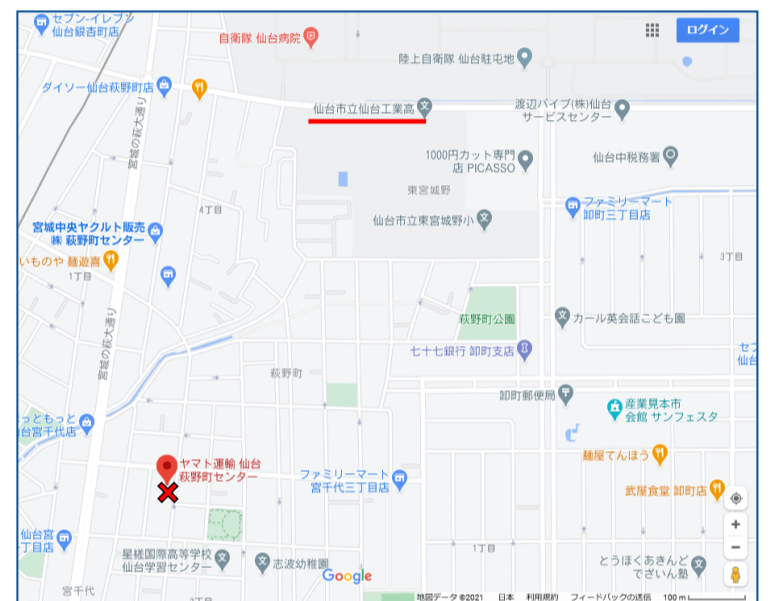 セブン-イレブン
仙台銀杏町店
自衛隊 仙台病院
ログイン
陸上自衛隊 仙台駐屯地
ダイソー仙台萩野町店
仙台市立仙台工業高
渡辺パイプ(株)仙台
サービスセンター
宮城の萩大通り
1000円カット専門
店 PICASSO
仙台中税務署
東宮城野
4丁目
仙台市立東宮城野小
ファミリーマート
卸町三丁目店
宮城中央ヤクルト販売
㈱ 萩野町センター
いものや 麺遊喜
1丁目
3丁目
宮城の萩大通り
萩野町公園
カール英会話こども園
七十七銀行 卸町支店
セブ
仙台
萩野町
卸町郵便局
産業見本市
会館 サンフェスタ
っともっと
台宮千代店
ヤマト運輸 仙台
萩野町センター
ファミリーマート
宮千代三丁目店
麺屋てんほう
武屋食堂 卸町店
仙台宮
丁目店
星槎国際高等学校
仙台学習センター
志波幼稚園
1丁目
とうほくあきんど
でざいん塾
Google
宮千代
3丁目
地図データ ©2021 日本 利用規約 フィードバックの送信 100 m